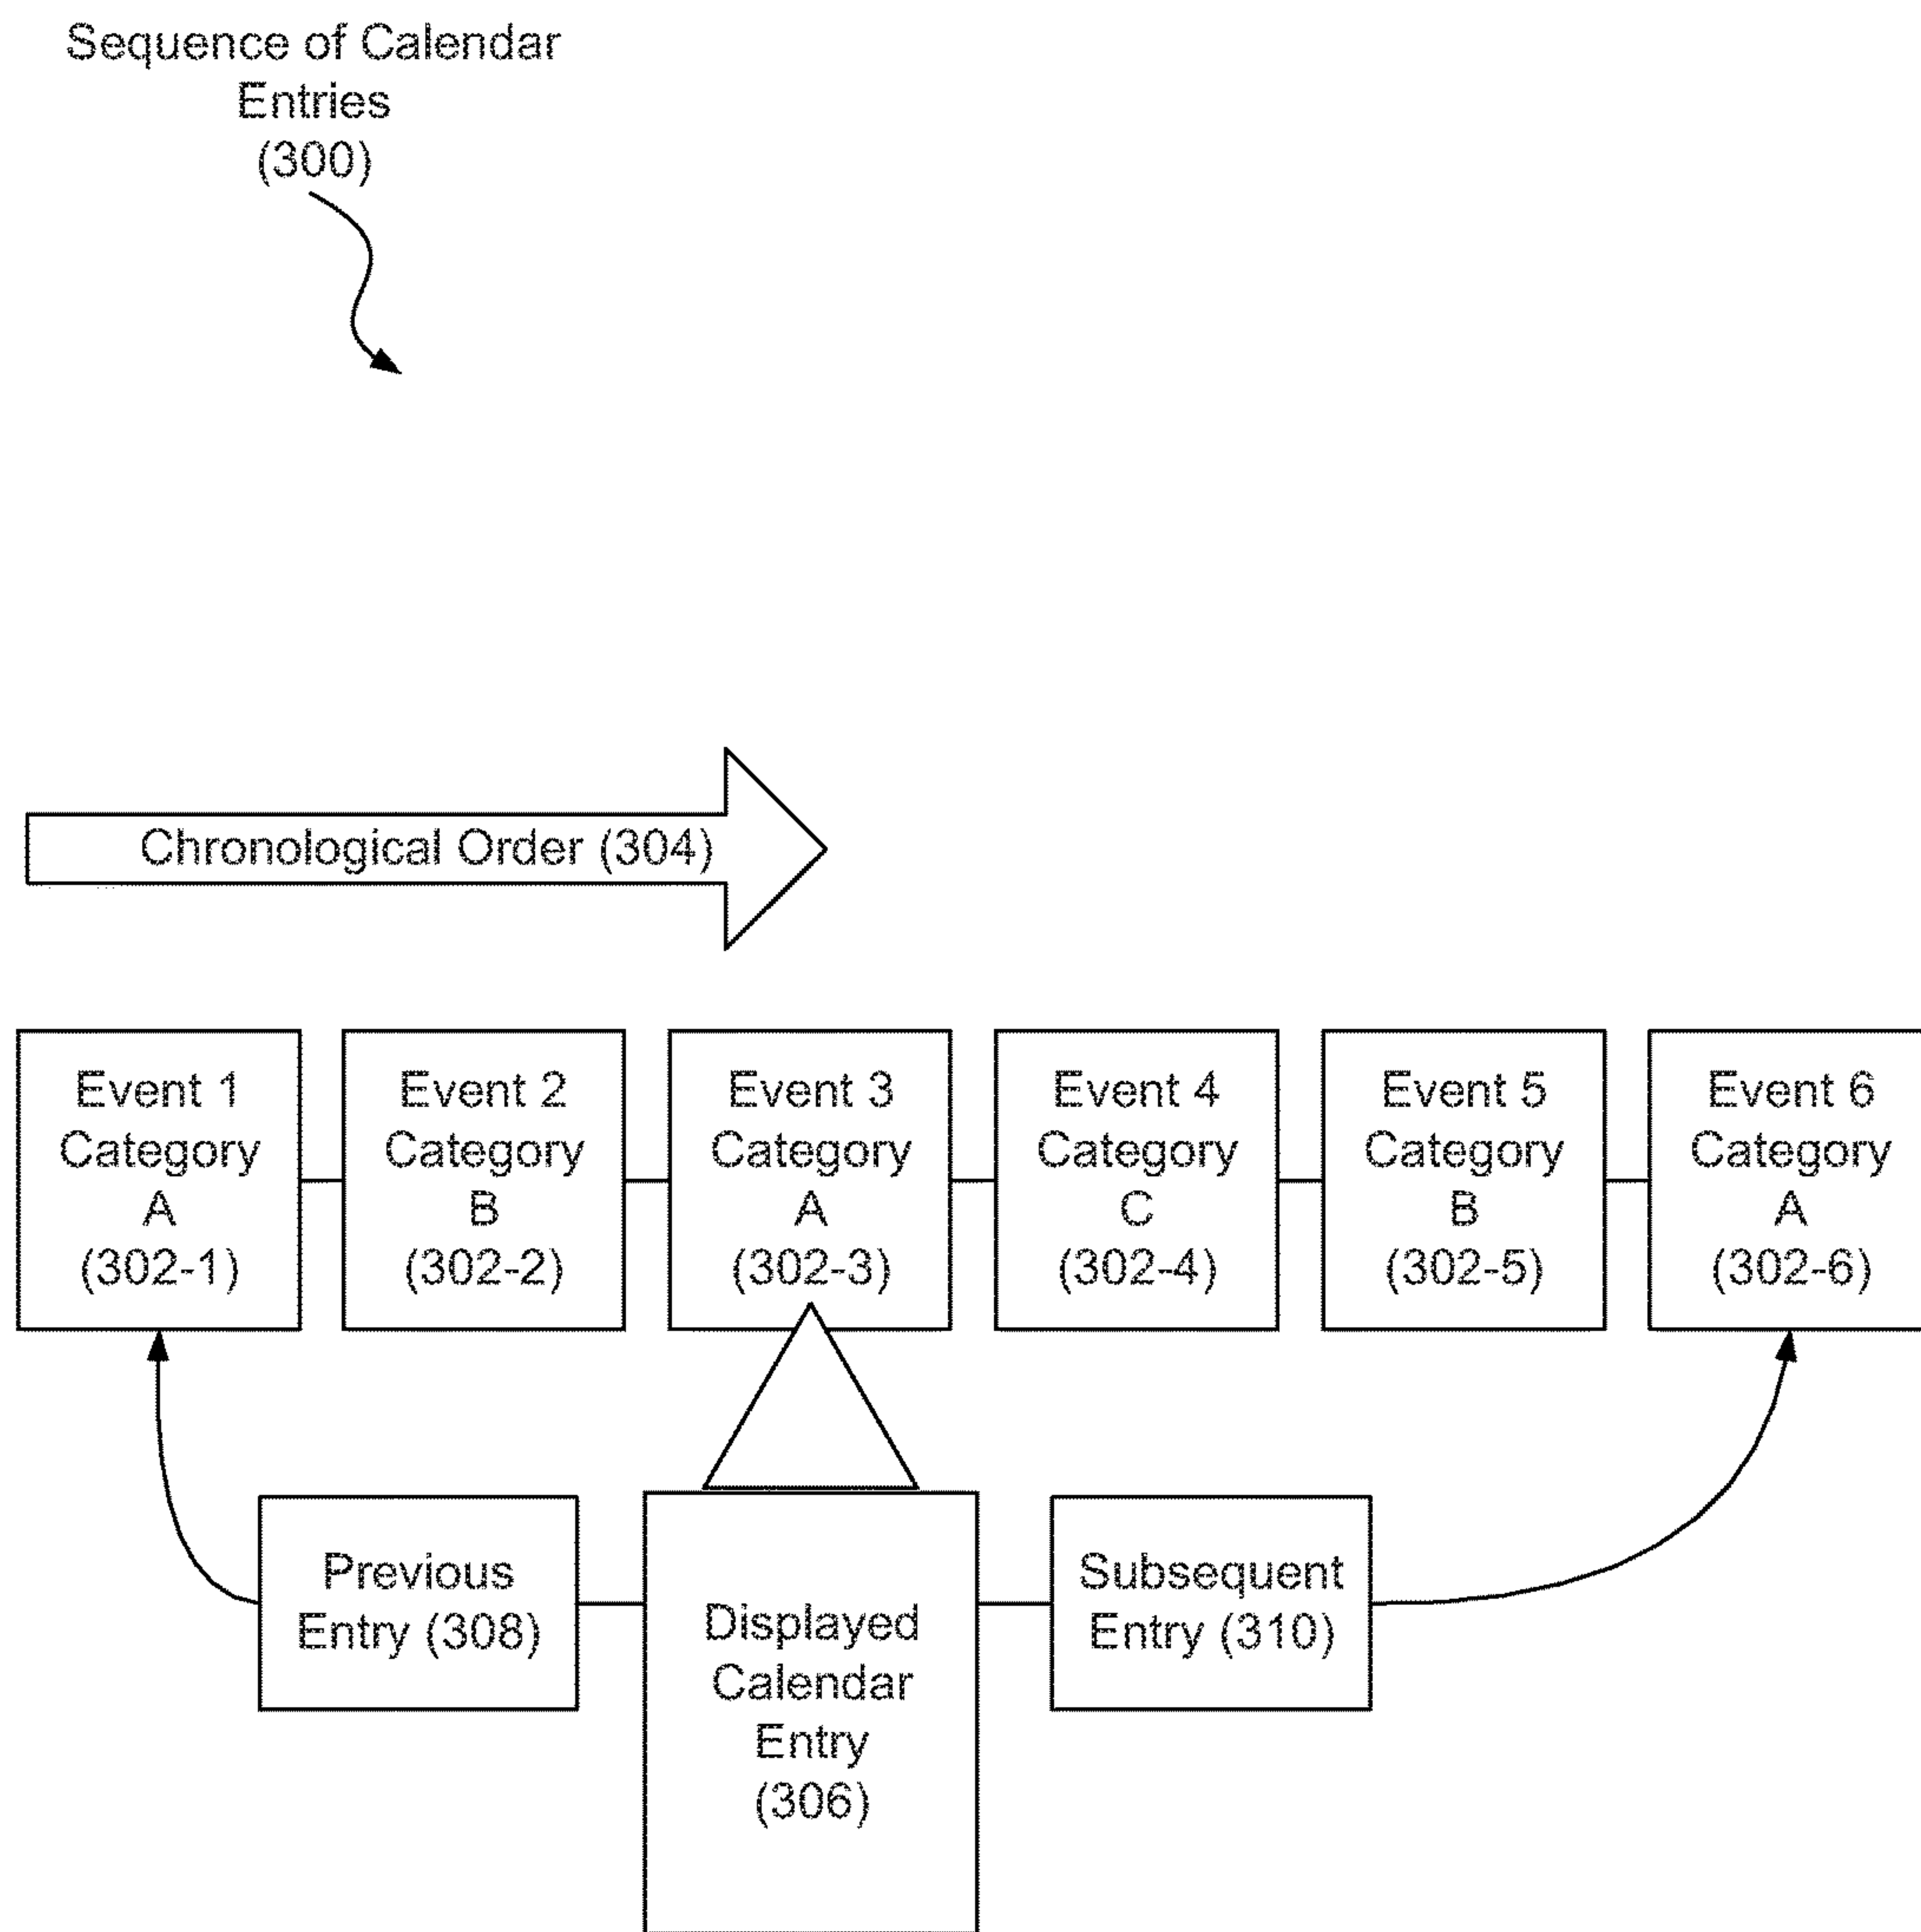 Sequence of Calendar
Entries
(300)
Chronological Order (304)
Event 1
Category
A
(302-1)
Event 2
Category
B
(302-2)
Event 3
Category
A
(302-3)
Event 4
Category
C
(302-4)
Event 5
Category
B
(302-5)
Event 6
Category
A
(302-6)
Previous
Entry (308)
Displayed
Calendar
Entry
(306)
Subsequent
Entry (310)